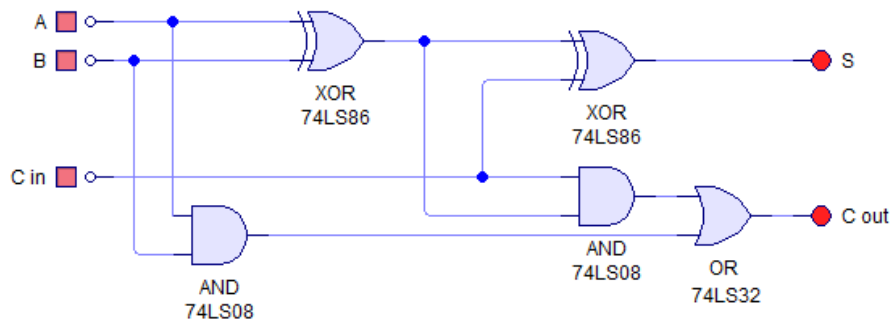 A
B
XOR
74LS86
XOR
74LS86
S
C in
AND
74LS08
AND
74LS08
OR
74LS32
C out